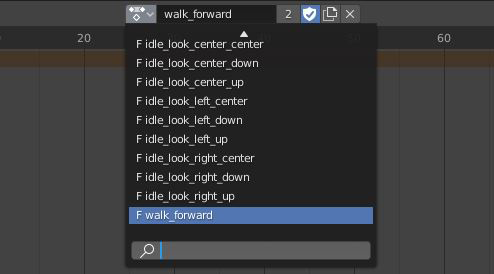 walk_forward 2
20 60
F idle_look_center_center
F idle_look_center_down
F idle_look_center_up
F idle_look_left_center
F idle_look_left_down
F idle_look_left_up
F idle_look_right_center
F idle_look_right_down
F idle_look_right_up
F walk_forward